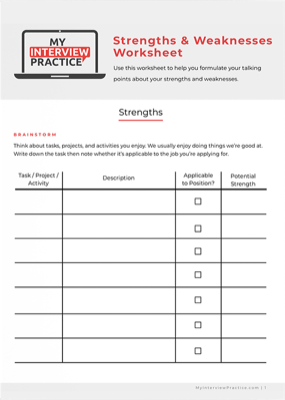 MY
INTERVIEW
PRACTICE
Strengths & Weaknesses
Worksheet
Use this worksheet to help you formulate your talking
points about your strengths and weaknesses.
Strengths
BRAINSTORM
Think about tasks, projects, and activities you enjoy. We usually enjoy doing things we're good at.
Write down the task then note whether it's applicable to the job you're applying for.
Task / Project /
Activity
Description
Applicable
to Position?
Potential
Strength
MyInterviewPractice.com | 1